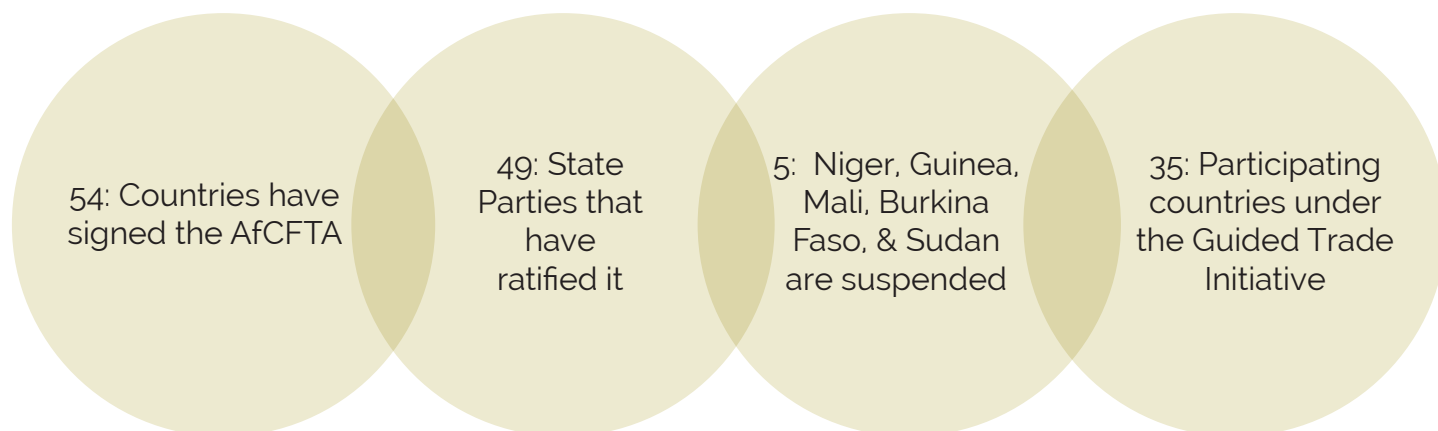 54: Countries have
signed the AfCFTA
49: State
Parties that
have
ratified it
5:  Niger, Guinea,
Mali, Burkina
Faso, & Sudan
are suspended
35: Participating
countries under
the Guided Trade
Initiative